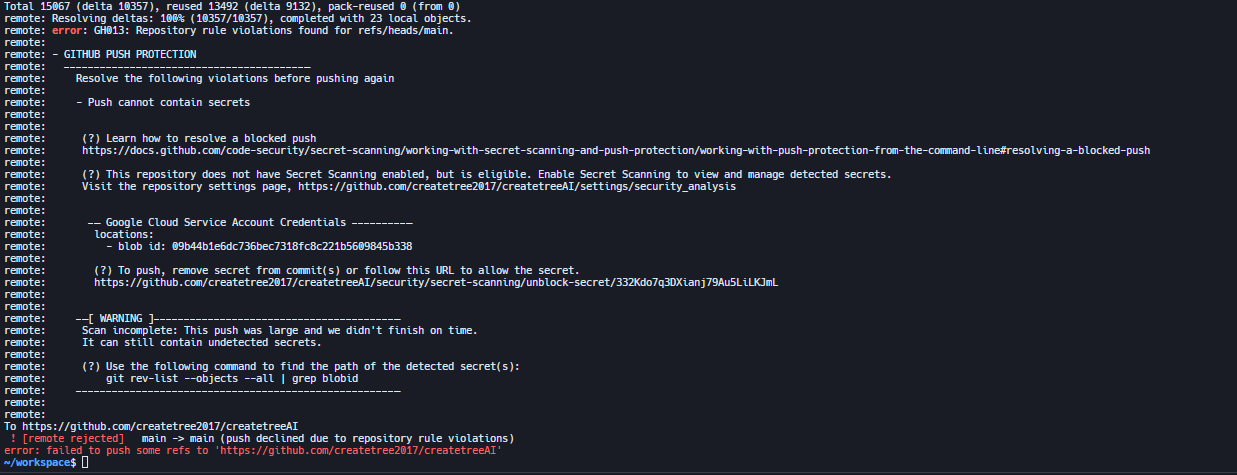 Total 15067 (delta 10357), reused 13492 (delta 9132), pack-reused 0 (from 0)
remote: Resolving deltas: 100% (10357/10357), completed with 23 local objects.
remote: error: GH013: Repository rule violations found for refs/heads/main.
remote:
remote: - GITHUB PUSH PROTECTION
remote:   —————————————————————————————————————————
remote:     Resolve the following violations before pushing again
remote:
remote:     - Push cannot contain secrets
remote:
remote:
remote:      (?) Learn how to resolve a blocked push
remote:      https://docs.github.com/code-security/secret-scanning/working-with-secret-scanning-and-push-protection/working-with-push-protection-from-the-command-line#resolving-a-blocked-push
remote:
remote:      (?) This repository does not have Secret Scanning enabled, but is eligible. Enable Secret Scanning to view and manage detected secrets.
remote:      Visit the repository settings page, https://github.com/createtree2017/createtreeAI/settings/security_analysis
remote:
remote:
remote:       —— Google Cloud Service Account Credentials ——————————
remote:        locations:
remote:          - blob id: 09b44b1e6dc736bec7318fc8c221b5609845b338
remote:
remote:        (?) To push, remove secret from commit(s) or follow this URL to allow the secret.
remote:        https://github.com/createtree2017/createtreeAI/security/secret-scanning/unblock-secret/332Kdo7q3DXianj79Au5LiLKJmL
remote:
remote:
remote:     ——[ WARNING ]—————————————————————————————————————————
remote:      Scan incomplete: This push was large and we didn't finish on time.
remote:      It can still contain undetected secrets.
remote:
remote:      (?) Use the following command to find the path of the detected secret(s):
remote:          git rev-list --objects --all | grep blobid
remote:     ——————————————————————————————————————————————————————
remote:
remote:
To https://github.com/createtree2017/createtreeAI
 ! [remote rejected]   main -> main (push declined due to repository rule violations)
error: failed to push some refs to 'https://github.com/createtree2017/createtreeAI'
~/workspace$